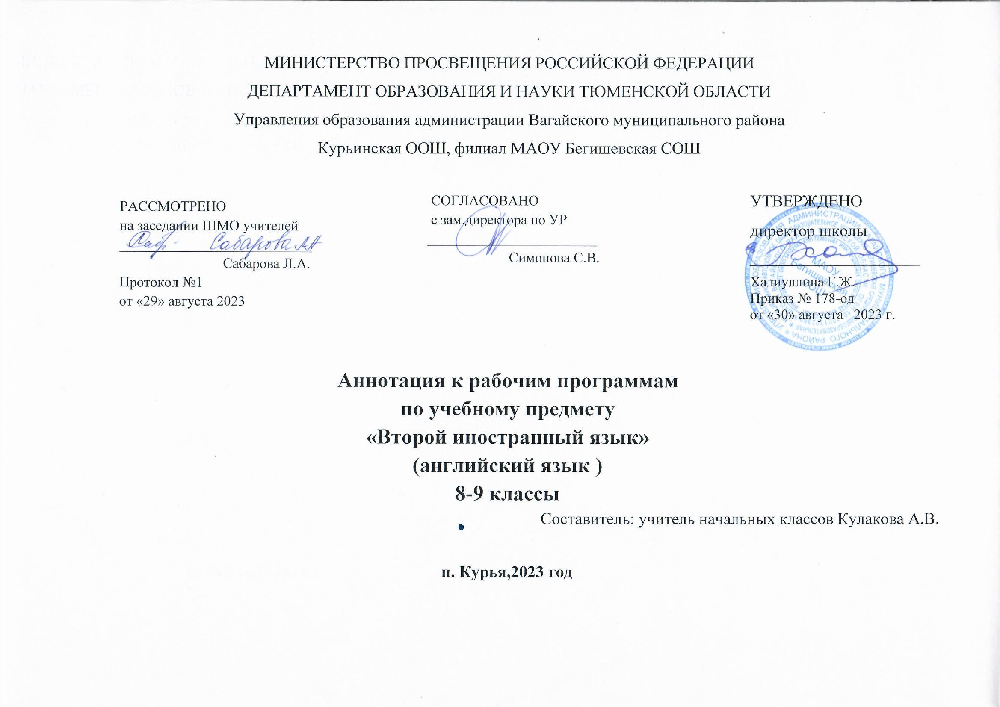 МИНИСТЕРСТВО ПРОСВЕЩЕНИЯ РОССИЙСКОЙ ФЕДЕРАЦИИ
ДЕПАРТАМЕНТ ОБРАЗОВАНИЯ И НАУКИ ТЮМЕНСКОЙ ОБЛАСТИ
Управления образования администрации Вагайского муниципального района
Курьинская ООШ, филиал МАОУ Бегишевская СОШ
РАССМОТРЕНО
на заседании ШМО учителей
Сабарова ЛА
Сабарова Л.А.
Протокол №1
от «29» августа 2023
СОГЛАСОВАНО
с зам.директора по УР
Симонова С.В.
УТВЕРЖДЕНО
директор школы
Халиуллина Г.Ж.
Приказ № 178-од
от «30» августа 2023 г.
МАОУ
Бегишевская
СОШ
Аннотация к рабочим программам
по учебному предмету
«Второй иностранный язык»
(английский язык )
8-9 классы
Составитель: учитель начальных классов Кулакова А.В.
п. Курья,2023 год